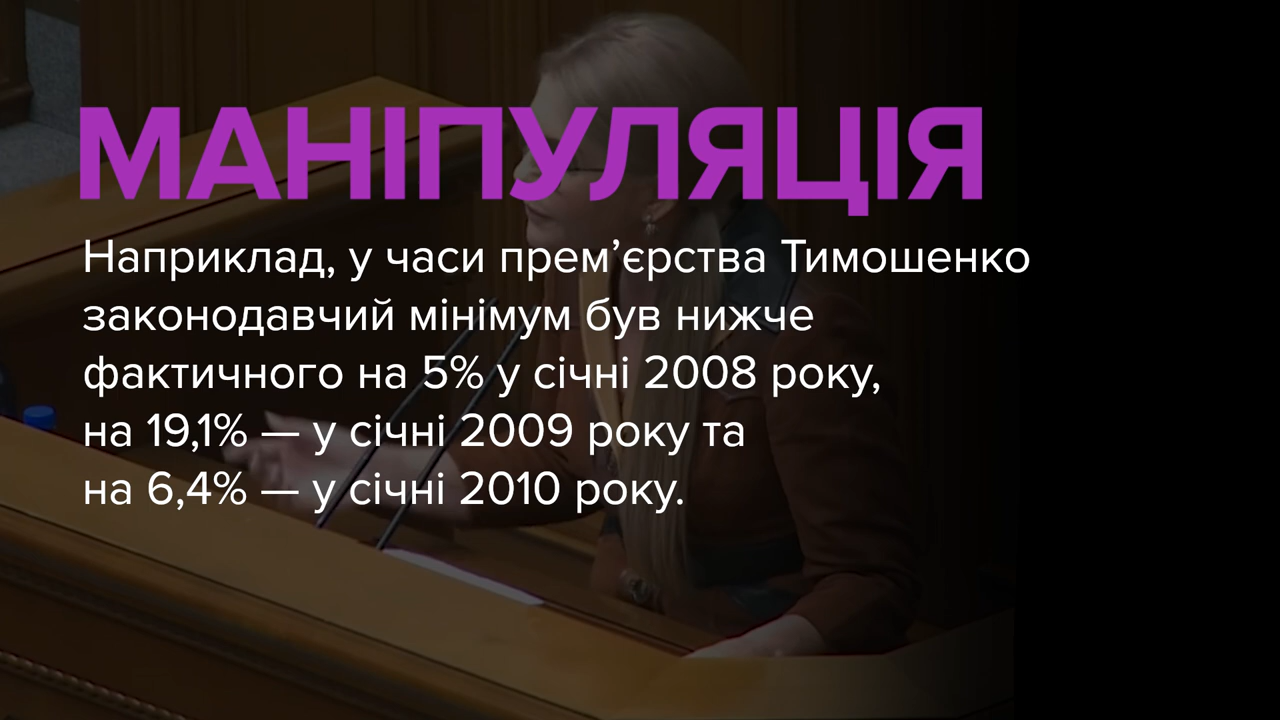 МАНІПУЛЯЦІЯ
Наприклад, у часи прем’єрства Тимошенко
законодавчий мінімум був нижче
фактичного на 5% у січні 2008 року,
на 19,1% — у січні 2009 року та
на 6,4% — у січні 2010 року.